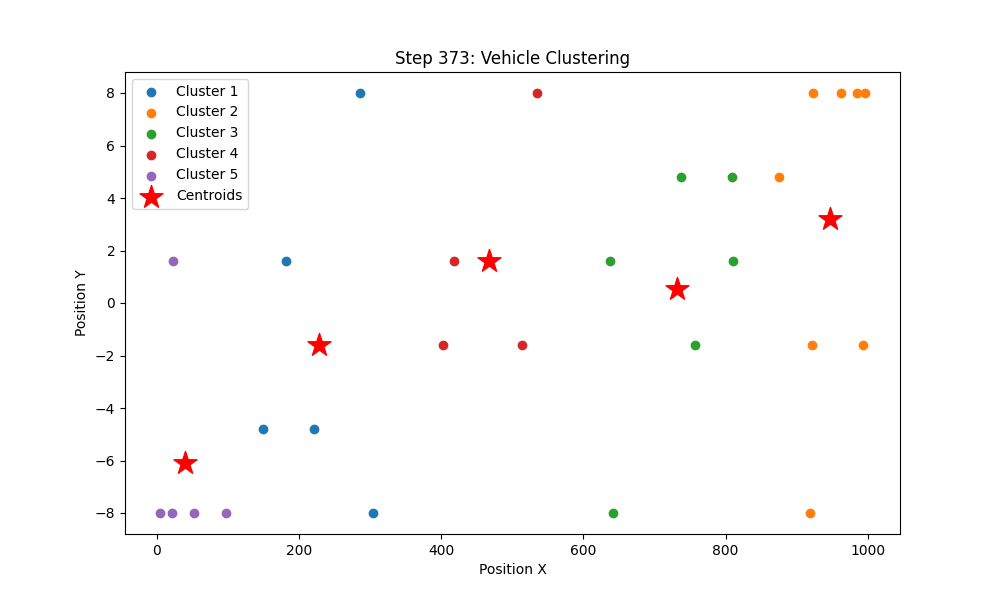 Step 373: Vehicle Clustering
Cluster 1
Cluster 2
Cluster 3
Cluster 4
Cluster 5
Centroids
Position Y
8
6
4
2
0
−2
−4
−6
−8
0 200 400 600 800 1000
Position X